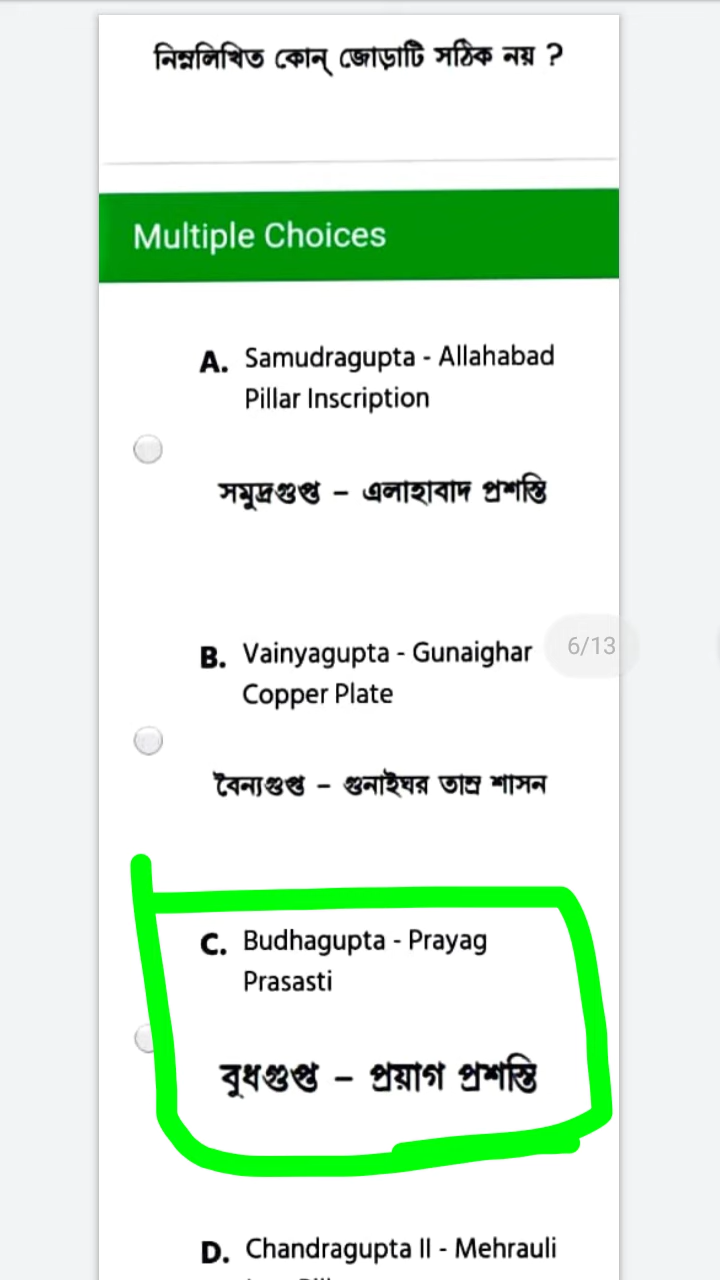 নিম্নলিখিত কোন্ জোড়াটি সঠিক নয় ?
Multiple Choices
A. Samudragupta - Allahabad
Pillar Inscription
সমুদ্রগুপ্ত – এলাহাবাদ প্রশস্তি
B. Vainyagupta - Gunaighar
Copper Plate
6/13
বৈন্যগুপ্ত – গুনাইঘর তাম্র শাসন
C. Budhagupta - Prayag
Prasasti
বুধগুপ্ত – প্রয়াগ প্রশস্তি
D. Chandragupta II - Mehrauli